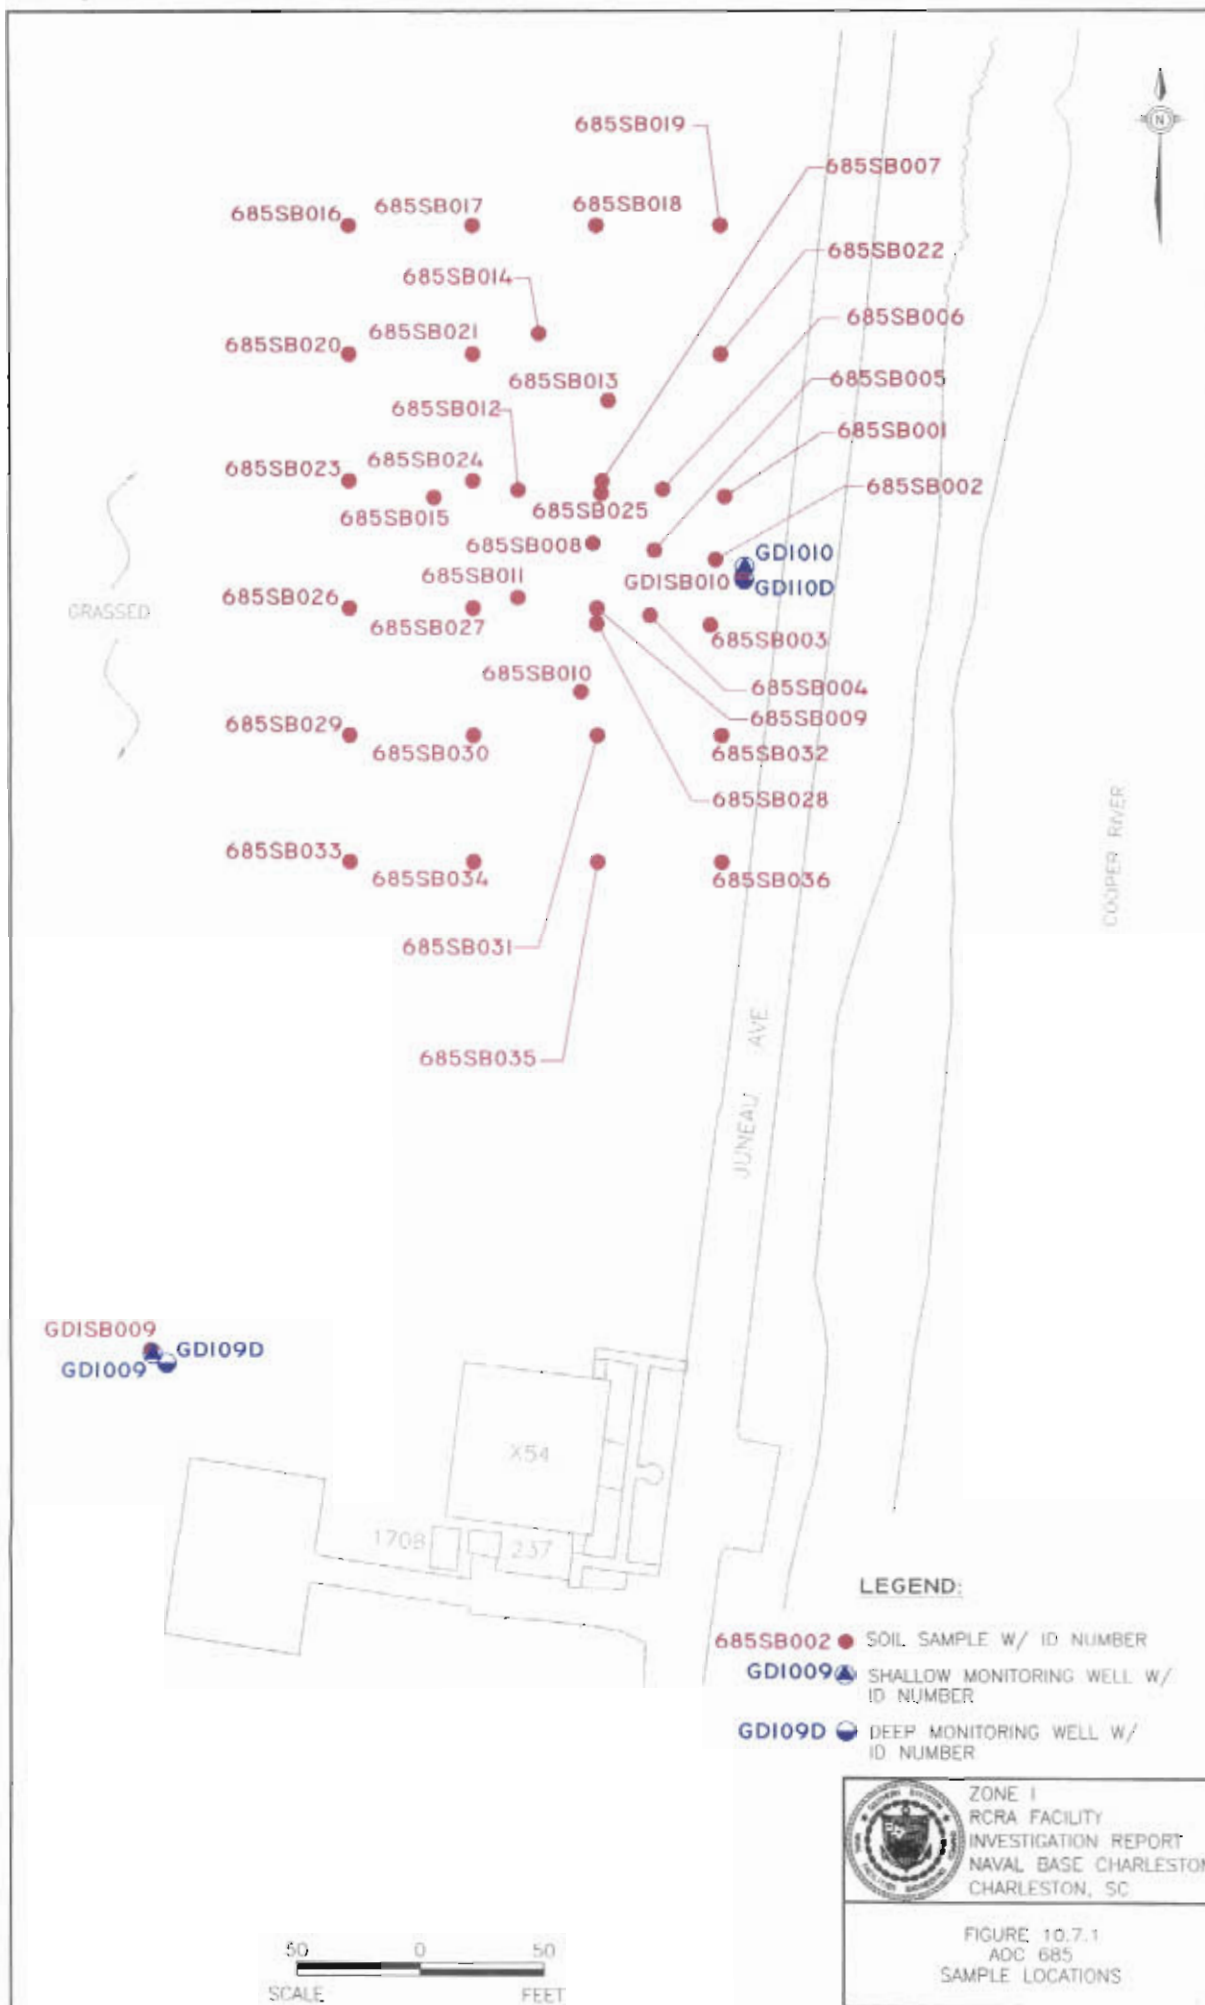 685SB019
685SB007
685SB016
685SB017
685SB018
685SB022
685SB014
685SB006
685SB020
685SB021
685SB005
685SB013
685SB012
685SB001
685SB023
685SB024
685SB002
685SB015
685SB025
685SB008
GDI010
GDISB010
GDI10D
685SB011
685SB026
GRASSED
685SB027
685SB003
685SB010
685SB004
685SB009
685SB029
685SB030
685SB032
685SB028
685SB033
685SB034
685SB036
COOPER RIVER
685SB031
685SB035
JUNEAU AVE.
N
GDISB009
GDI09D
GDI009
X54
1708
237
LEGEND:
685SB002 SOIL SAMPLE W/ ID NUMBER
GDI009 SHALLOW MONITORING WELL W/
ID NUMBER
GDI09D DEEP MONITORING WELL W/
ID NUMBER
ZONE I
RCRA FACILITY
INVESTIGATION REPORT
NAVAL BASE CHARLESTON
CHARLESTON, SC
FIGURE 10.7.1
AOC 685
SAMPLE LOCATIONS
50 0 50
SCALE FEET